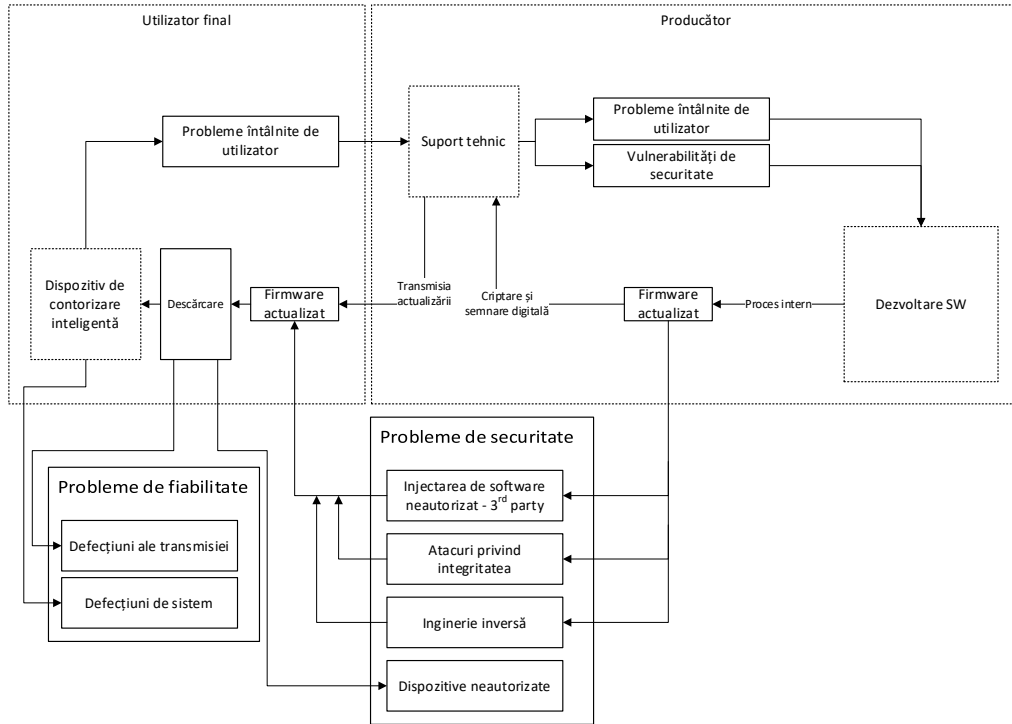 Utilizator final
Producător
Probleme întâlnite de
utilizator
Suport tehnic
Probleme întâlnite de
utilizator
Vulnerabilități de
securitate
Dispozitiv de
contorizare
inteligentă
Descărcare
Firmware
actualizat
Transmisia
actualizării
Criptare și
semnare digitală
Firmware
actualizat
Proces intern
Dezvoltare SW
Probleme de securitate
Injectarea de software
neautorizat - 3rd party
Atacuri privind
integritatea
Inginerie inversă
Dispozitive neautorizate
Probleme de fiabilitate
Defecțiuni ale transmisiei
Defecțiuni de sistem